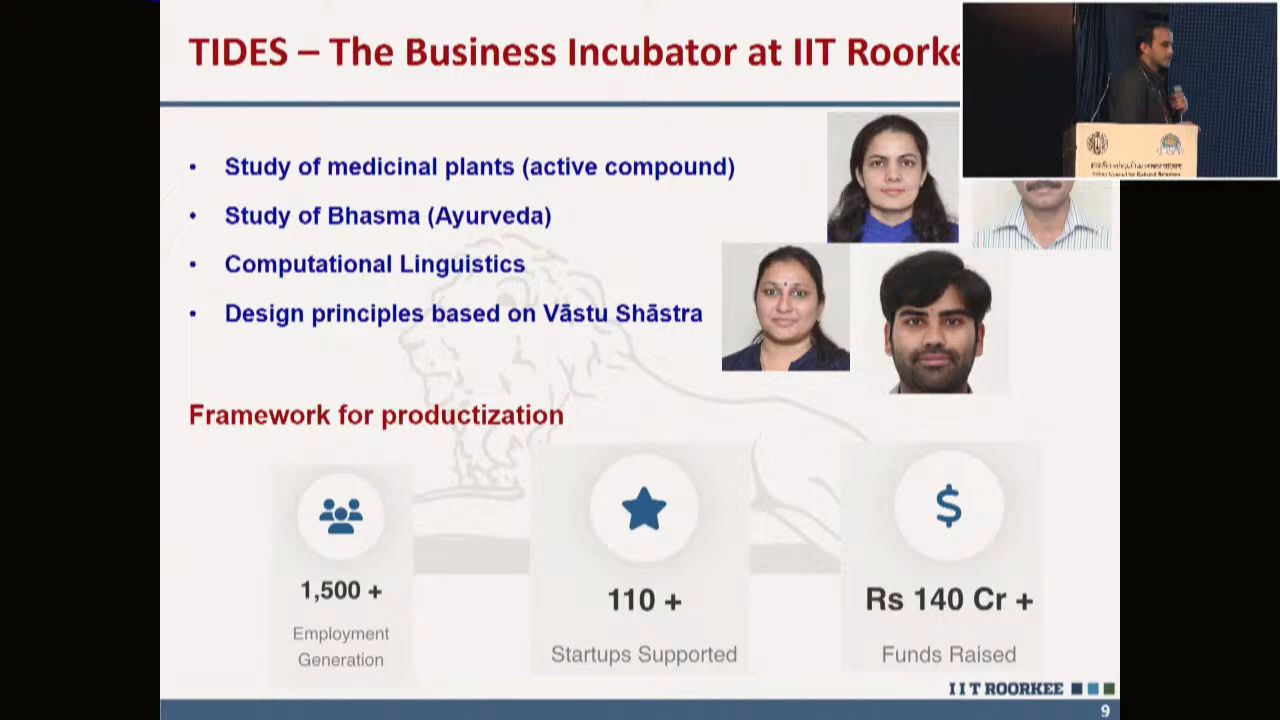 TIDES – The Business Incubator at IIT Roorke
• Study of medicinal plants (active compound)
• Study of Bhasma (Ayurveda)
• Computational Linguistics
• Design principles based on Vāstu Shāstra
Framework for productization
1,500 +
Employment
Generation
110 +
Startups Supported
Rs 140 Cr +
Funds Raised
IIT ROORKEE
9